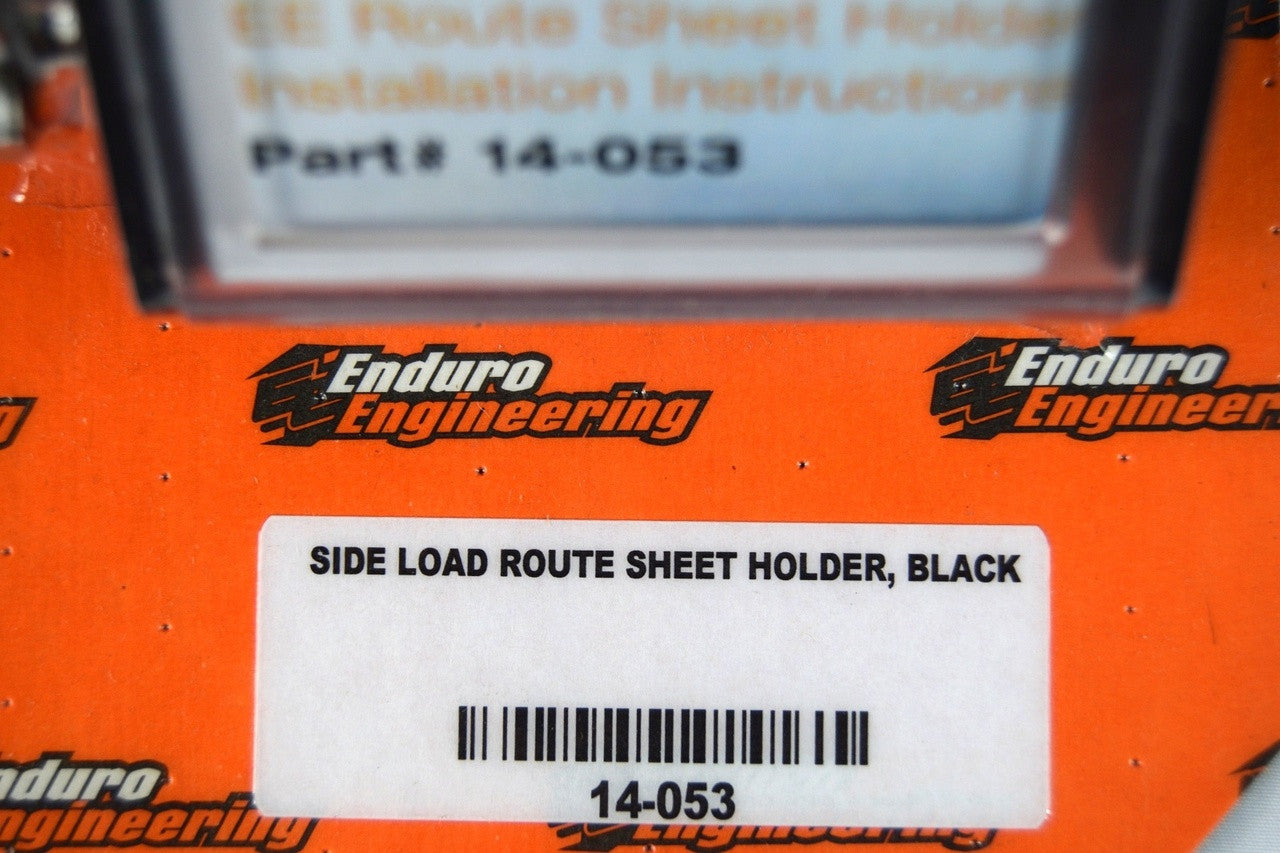 EE Route Sheet Holder
Installation Instructions
Part# 14-053
Enduro
Engineering
Enduro
Engineer
SIDE LOAD ROUTE SHEET HOLDER, BLACK
14-053
nduro
ngineering
Engineering